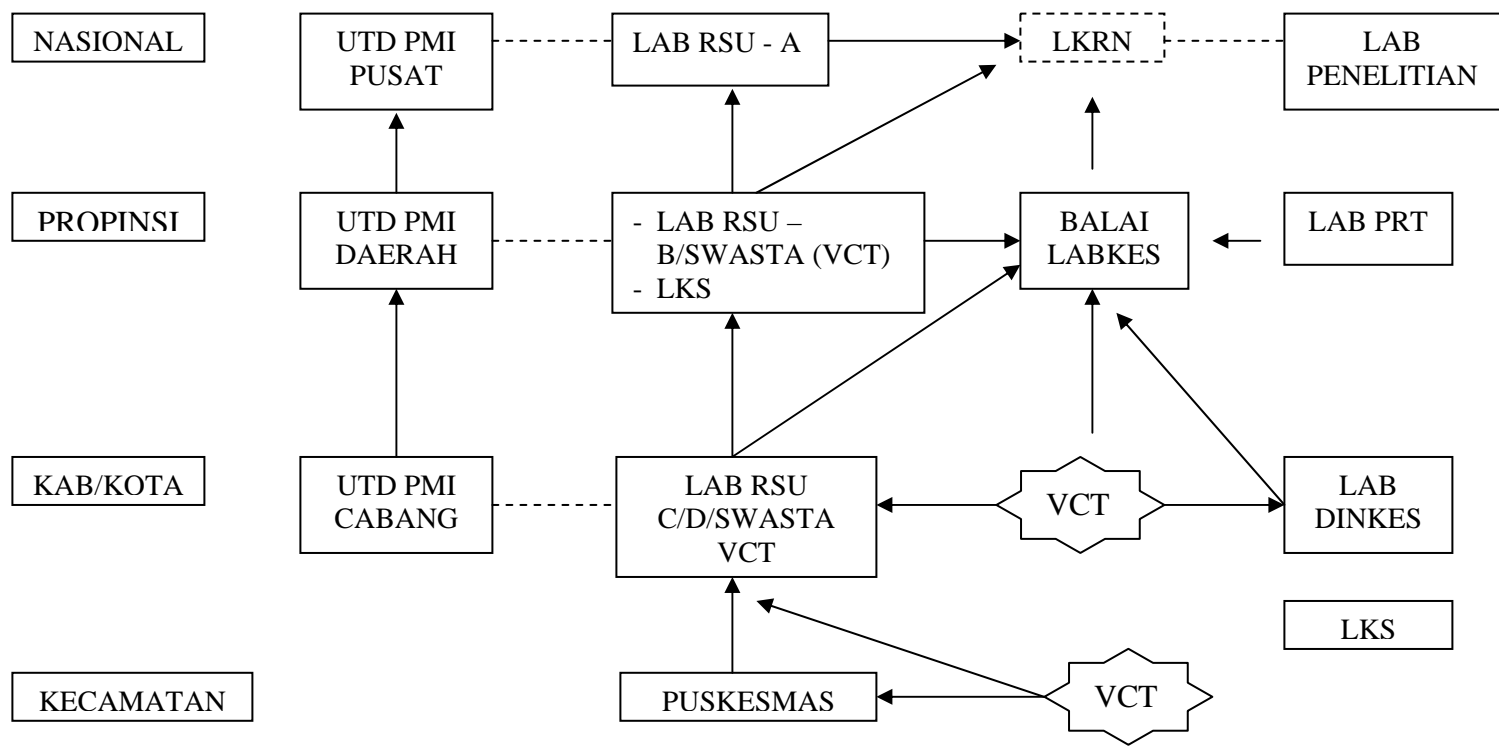 NASIONAL
UTD PMI
PUSAT
LAB RSU - A
LKRN
LAB
PENELITIAN
PROPINSI
UTD PMI
DAERAH
- LAB RSU –
B/SWASTA (VCT)
- LKS
BALAI
LABKES
LAB PRT
KAB/KOTA
UTD PMI
CABANG
LAB RSU
C/D/SWASTA
VCT
VCT
LAB
DINKES
LKS
KECAMATAN
PUSKESMAS
VCT